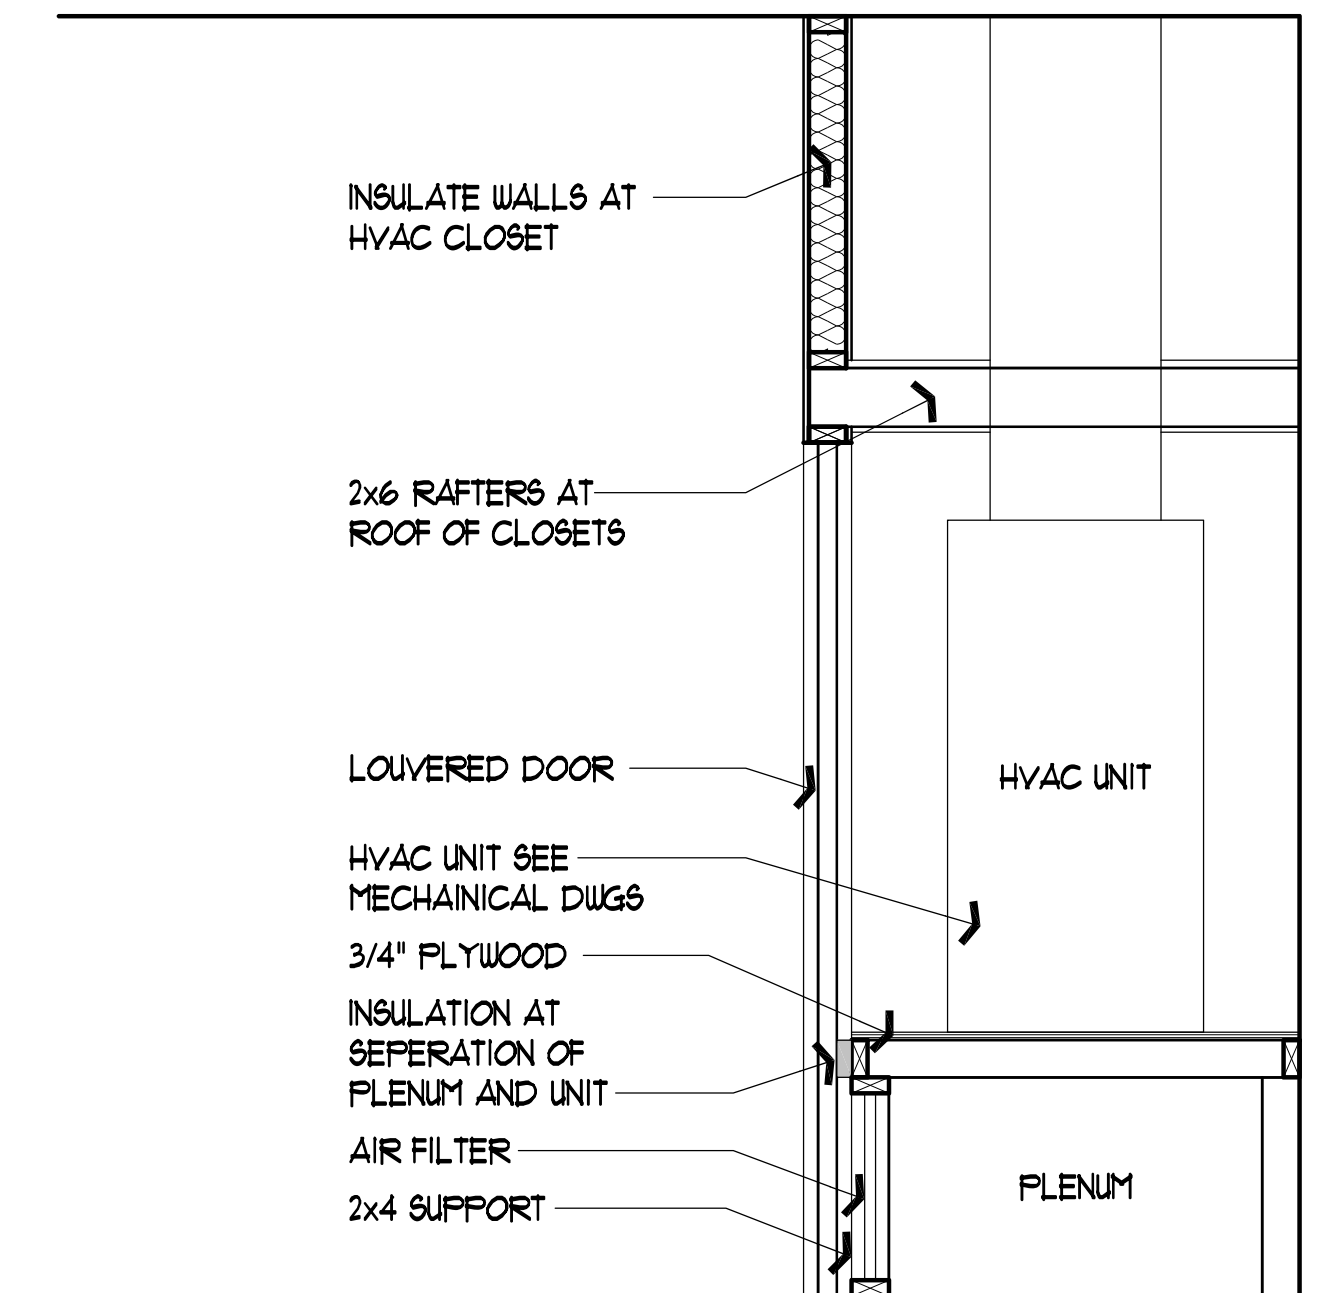 INSULATE WALLS AT
HVAC CLOSET
2x6 RAFTERS AT
ROOF OF CLOSETS
LOUVERED DOOR
HVAC UNIT
HVAC UNIT SEE
MECHAINICAL DWGS
3/4" PLYWOOD
INSULATION AT
SEPERATION OF
PLENUM AND UNIT
AIR FILTER
PLENUM
2x4 SUPPORT